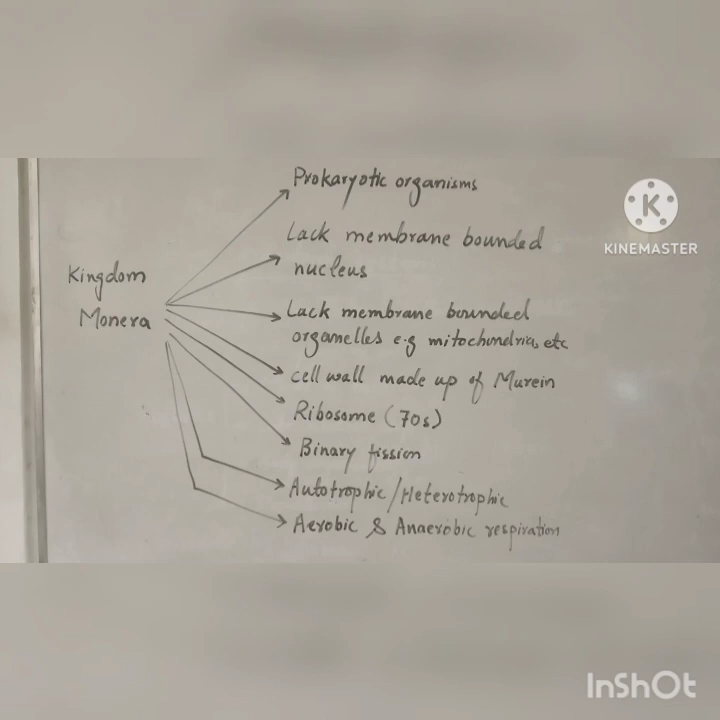 Prokaryotic organisms
Lack membrane bounded
nucleus
Kingdom
Monera
Lack membrane bounded
organelles e.g mitochondria, etc
cell wall made up of Murein
Ribosome (70s)
Binary fission
Autotrophic/Heterotrophic
Aerobic & Anaerobic respiration
K
KINEMASTER
InShOt